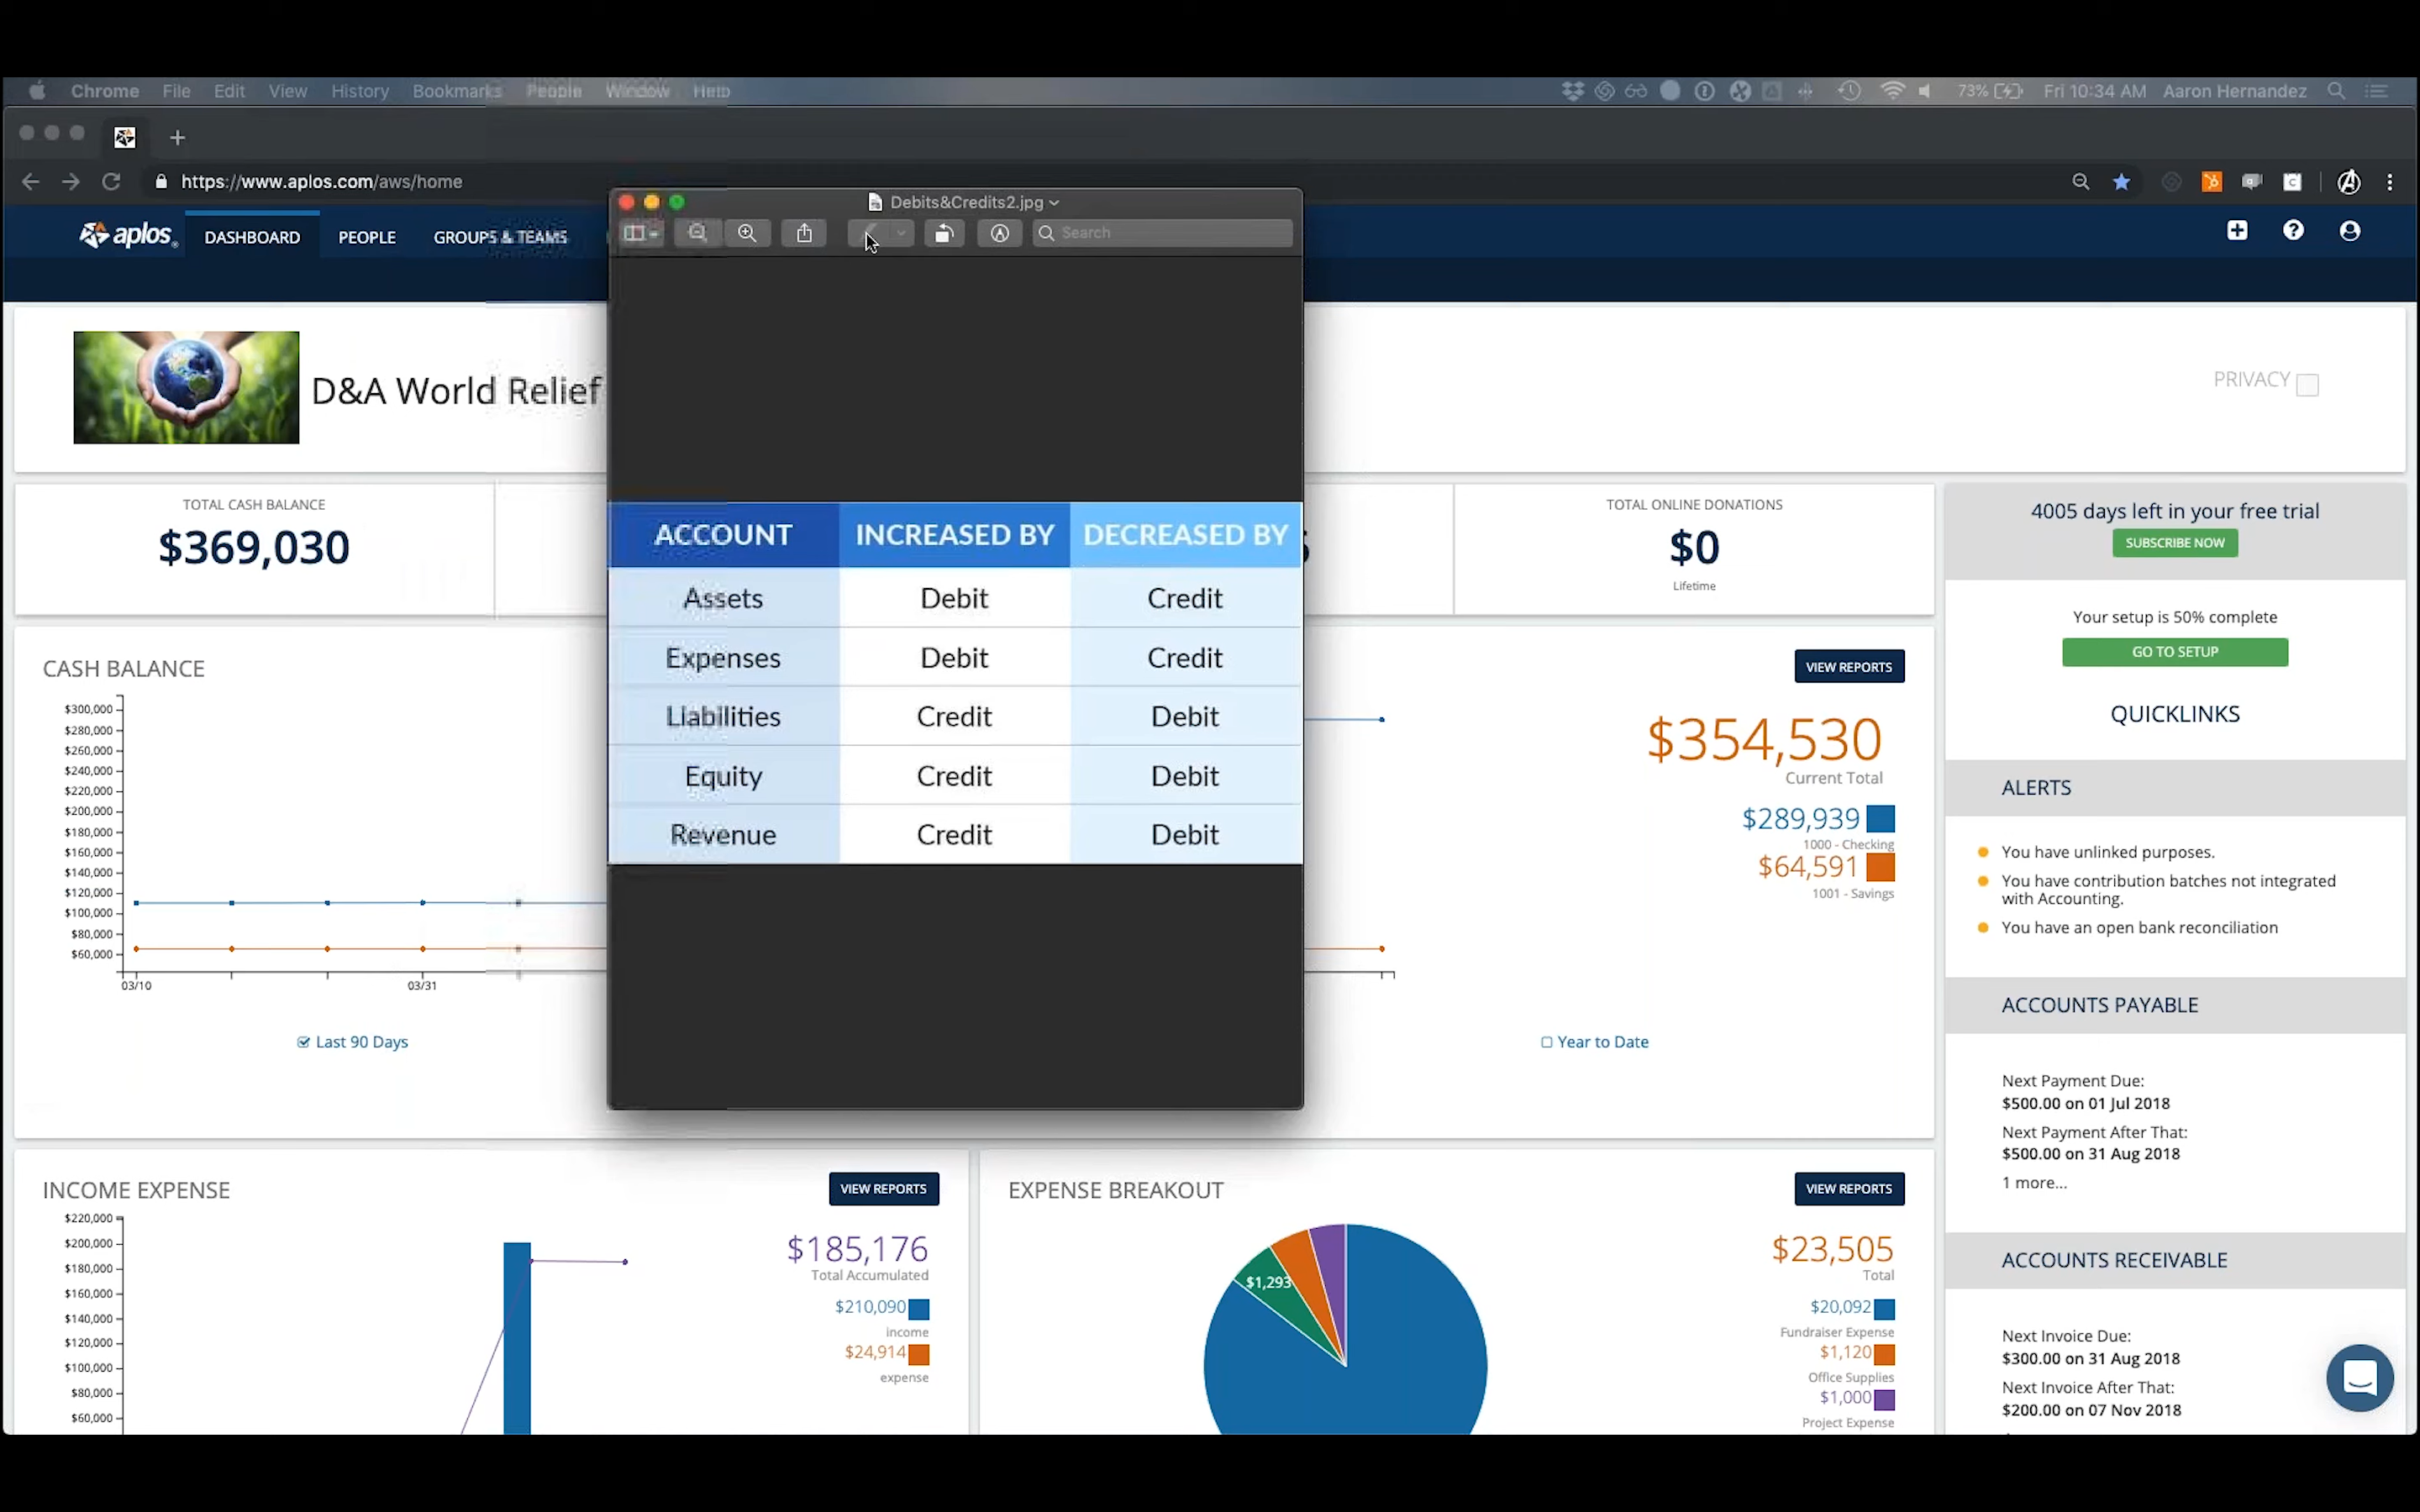 Chrome File Edit View History Bookmarks People Window Help
73% Fri 10:34 AM Aaron Hernandez
https://www.aplos.com/aws/home
aplos DASHBOARD PEOPLE GROUPS & TEAMS
Debits&Credits2.jpg
Search
D&A World Relief
PRIVACY
TOTAL CASH BALANCE
$369,030
TOTAL ONLINE DONATIONS
$0
Lifetime
4005 days left in your free trial
SUBSCRIBE NOW
Your setup is 50% complete
GO TO SETUP
QUICKLINKS
ACCOUNT INCREASED BY DECREASED BY
Assets Debit Credit
Expenses Debit Credit
Liabilities Credit Debit
Equity Credit Debit
Revenue Credit Debit
CASH BALANCE
VIEW REPORTS
$300,000
$280,000
$260,000
$240,000
$220,000
$200,000
$180,000
$160,000
$140,000
$120,000
$100,000
$80,000
$60,000
03/10 03/31
Last 90 Days
Year to Date
$354,530
Current Total
$289,939
1000 - Checking
$64,591
1001 - Savings
ALERTS
You have unlinked purposes.
You have contribution batches not integrated
with Accounting.
You have an open bank reconciliation
ACCOUNTS PAYABLE
Next Payment Due:
$500.00 on 01 Jul 2018
Next Payment After That:
$500.00 on 31 Aug 2018
1 more...
ACCOUNTS RECEIVABLE
Next Invoice Due:
$300.00 on 31 Aug 2018
Next Invoice After That:
$200.00 on 07 Nov 2018
INCOME EXPENSE
VIEW REPORTS
$220,000
$200,000
$180,000
$160,000
$140,000
$120,000
$100,000
$80,000
$60,000
$185,176
Total Accumulated
$210,090
income
$24,914
expense
EXPENSE BREAKOUT
VIEW REPORTS
$1,293
$23,505
Total
$20,092
Fundraiser Expense
$1,120
Office Supplies
$1,000
Project Expense